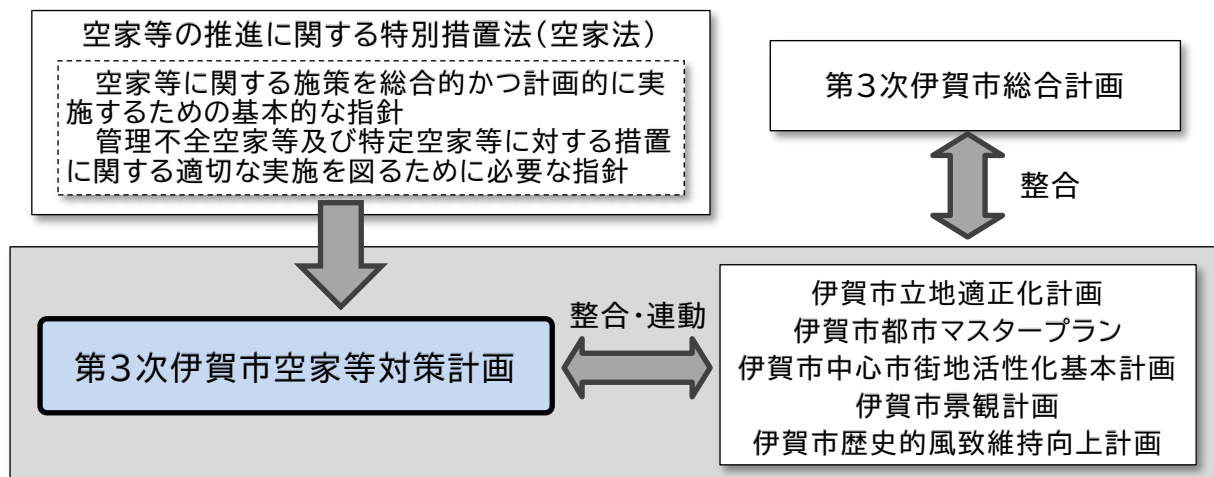 空家等の推進に関する特別措置法(空家法)
空家等に関する施策を総合的かつ計画的に実
施するための基本的な指針
管理不全空家等及び特定空家等に対する措置
に関する適切な実施を図るために必要な指針
第3次伊賀市総合計画
整合
第3次伊賀市空家等対策計画
整合・連動
伊賀市立地適正化計画
伊賀市都市マスタープラン
伊賀市中心市街地活性化基本計画
伊賀市景観計画
伊賀市歴史的風致維持向上計画